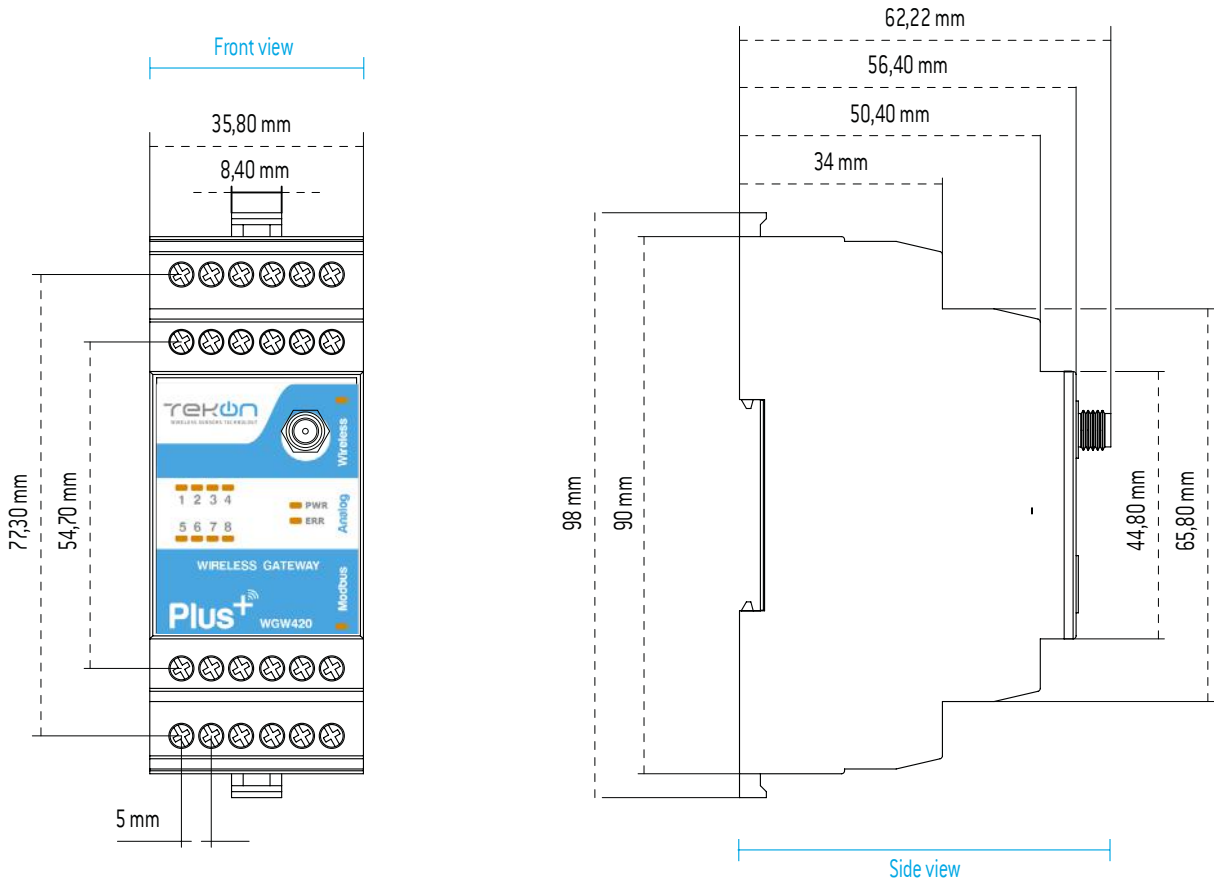 Front view
35,80 mm
8,40 mm
77,30 mm
54,70 mm
5 mm
Tekon
WIRELESS SENSORS TECHNOLOGY
Wireless
1 2 3 4
PWR
ERR
Analog
5 6 7 8
WIRELESS GATEWAY
Modbus
Plus+
WGW420
62,22 mm
56,40 mm
50,40 mm
34 mm
98 mm
90 mm
44,80 mm
65,80 mm
Side view